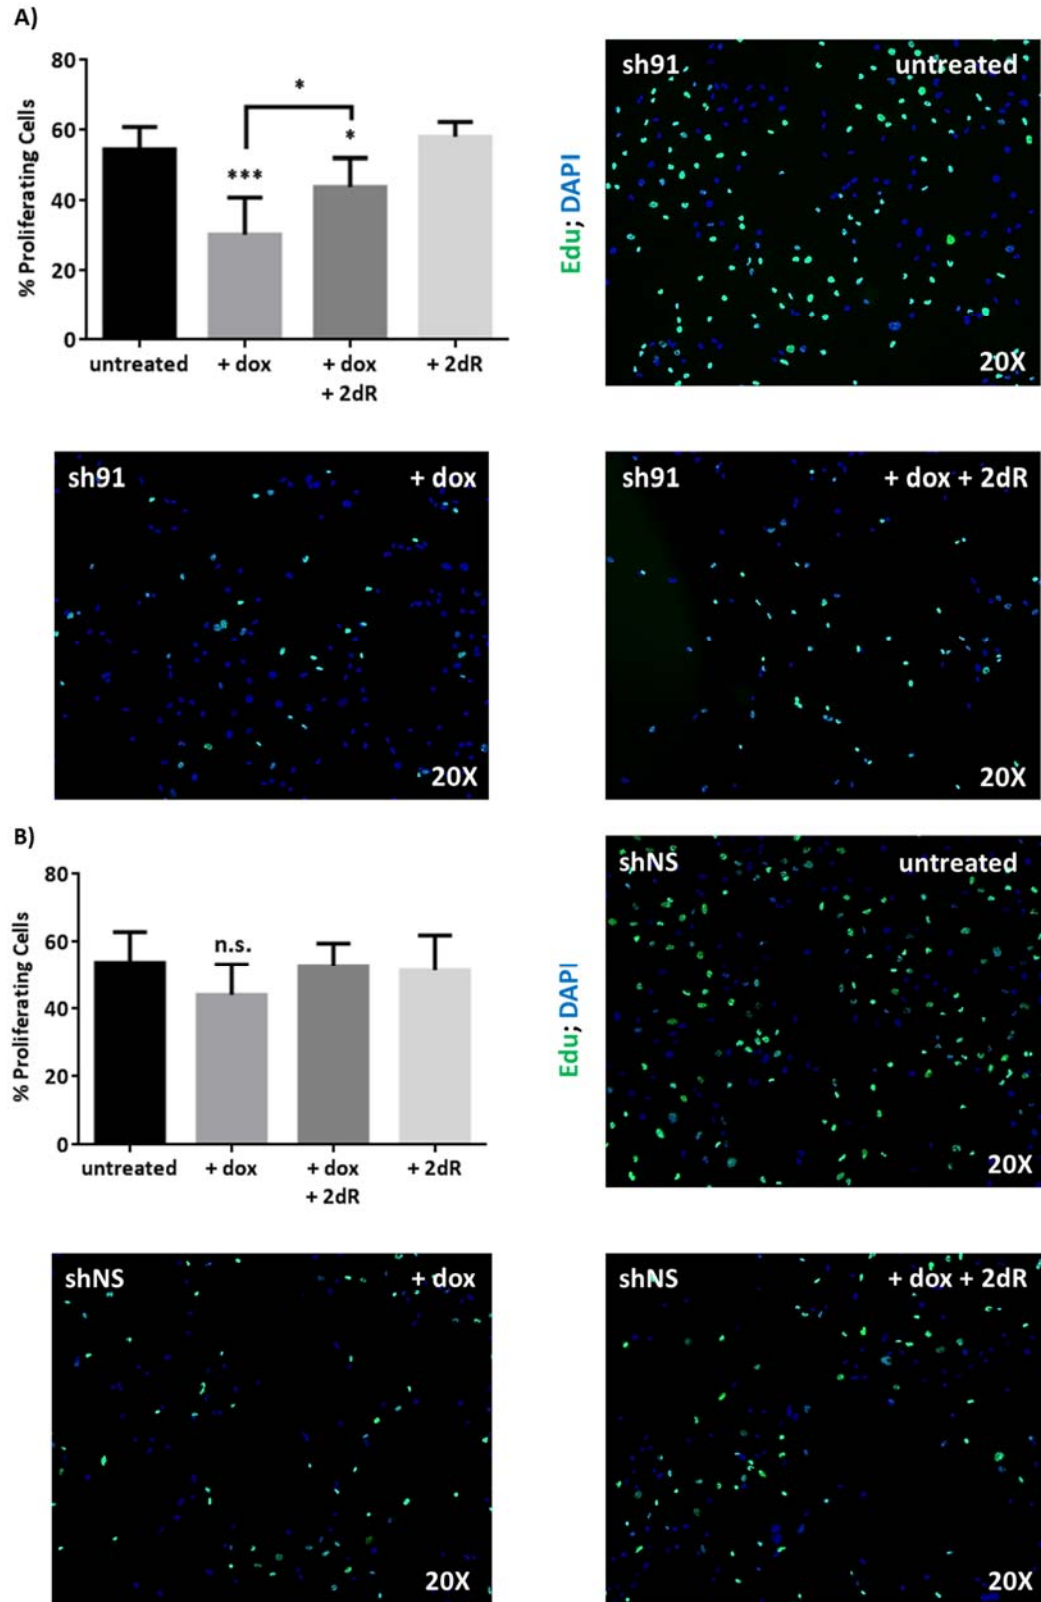 A)
% Proliferating Cells
80
60
40
20
0
*
***
*
untreated
+ dox
+ dox
+ 2dR
+ 2dR
Edu; DAPI
sh91 untreated
20X
sh91 + dox
20X
sh91 + dox + 2dR
20X
B)
% Proliferating Cells
80
60
40
20
0
n.s.
untreated
+ dox
+ dox
+ 2dR
+ 2dR
Edu; DAPI
shNS untreated
20X
shNS + dox
20X
shNS + dox + 2dR
20X